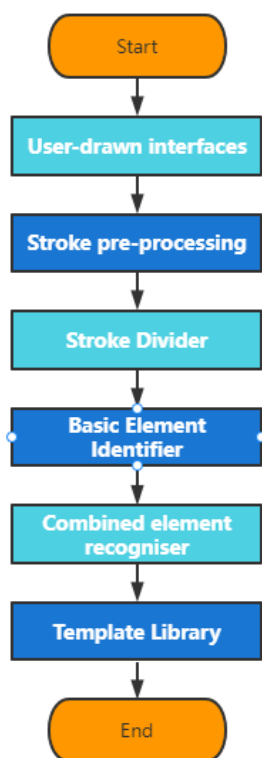 Start
User-drawn interfaces
Stroke pre-processing
Stroke Divider
Basic Element
Identifier
Combined element
recogniser
Template Library
End